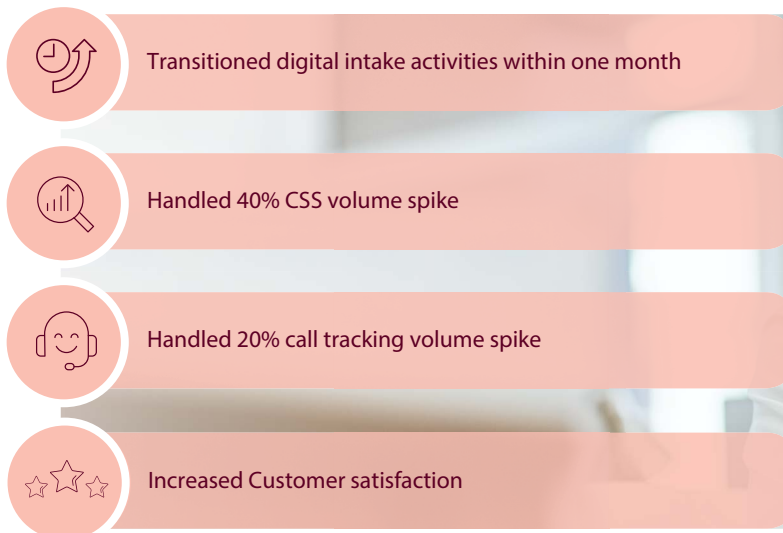 Transitioned digital intake activities within one month
Handled 40% CSS volume spike
Handled 20% call tracking volume spike
Increased Customer satisfaction